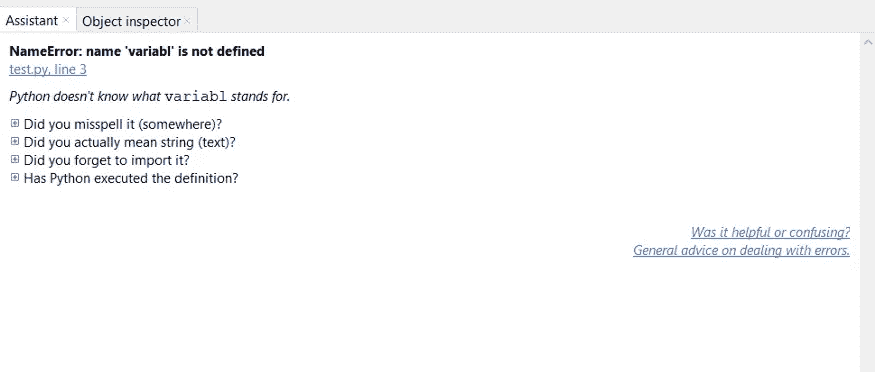 Assistant × Object inspector ×
NameError: name 'variabl' is not defined
test.py, line 3
Python doesn't know what variabl stands for.
Did you misspell it (somewhere)?
Did you actually mean string (text)?
Did you forget to import it?
Has Python executed the definition?
Was it helpful or confusing?
General advice on dealing with errors.